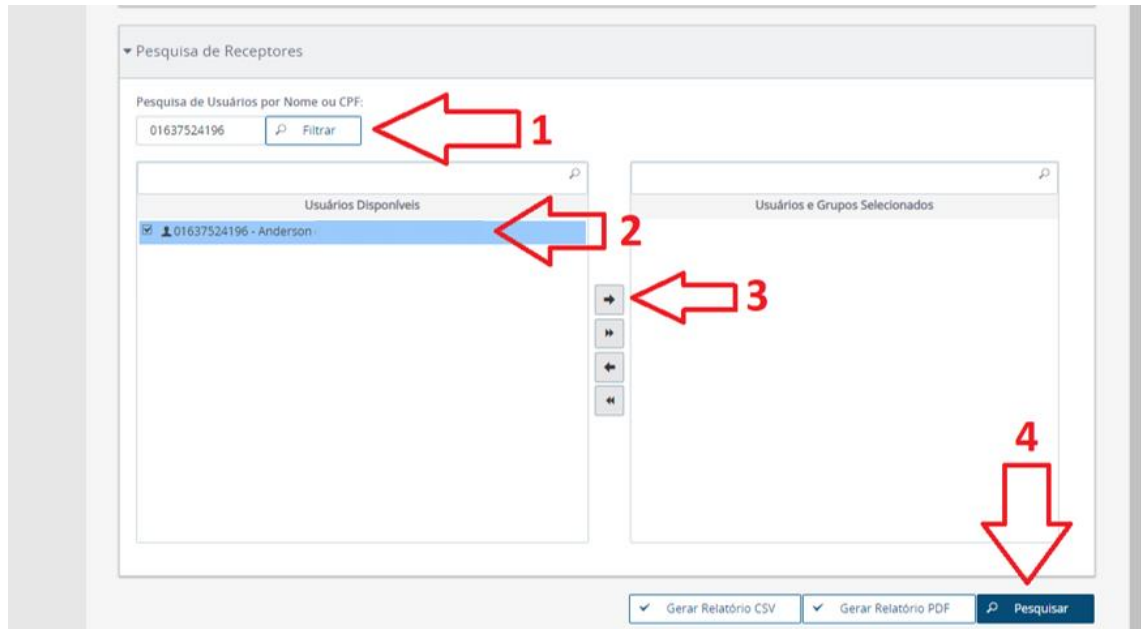 Pesquisa de Receptores
Pesquisa de Usuários por Nome ou CPF:
01637524196 Filtrar
1
Usuários Disponíveis
Usuários e Grupos Selecionados
01637524196 - Anderson
2
3
4
Gerar Relatório CSV Gerar Relatório PDF Pesquisar